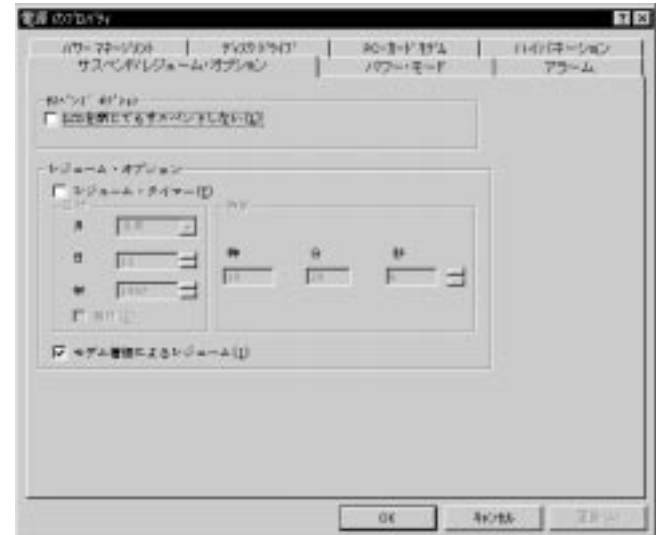 電源 のプロパティ
パワー マネージメント ディスク ドライブ PC-カード モデム ハイバネーション
サスペンド/レジューム・オプション パワー・モード アラーム
サスペンド オプション
LCDを閉じてもサスペンドしない(L)
レジューム・オプション
レジューム・タイマー(E)
日付 時刻
月
日 時 分 秒
年
毎日(D)
モデム着信によるレジューム(I)
OK キャンセル 更新(A)